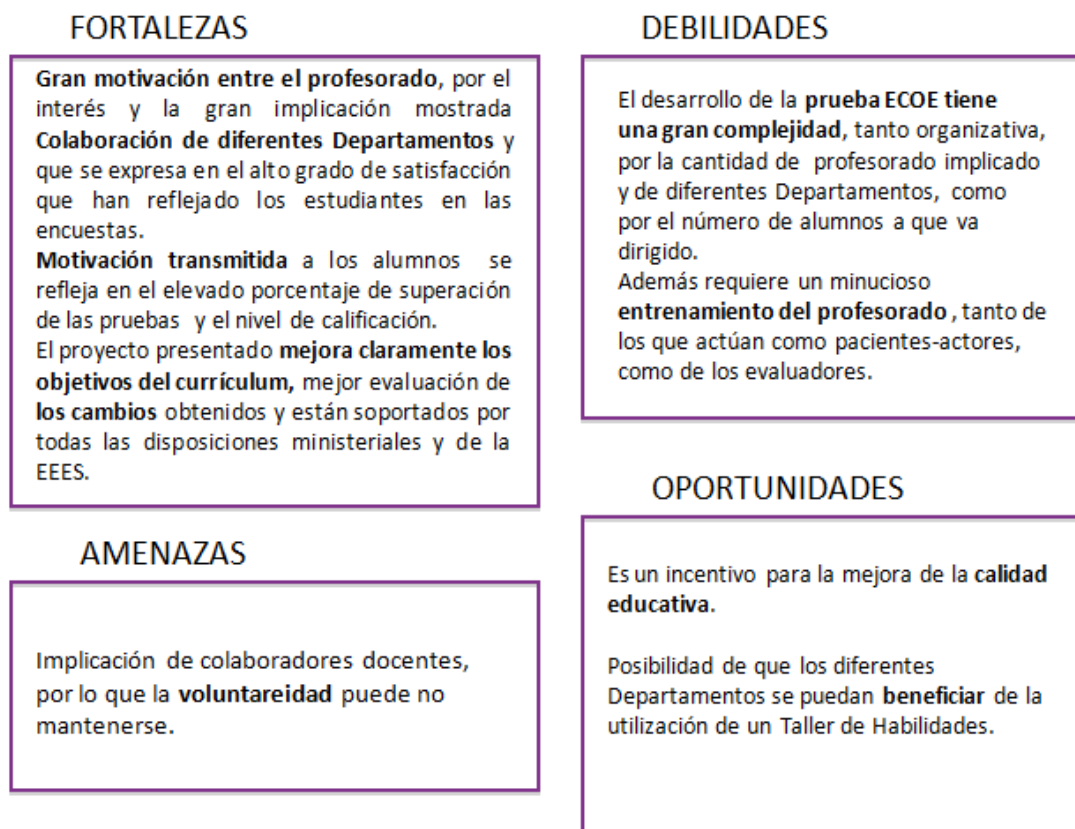 FORTALEZAS
Gran motivación entre el profesorado, por el
interés y la gran implicación mostrada
Colaboración de diferentes Departamentos y
que se expresa en el alto grado de satisfacción
que han reflejado los estudiantes en las
encuestas.
Motivación transmitida a los alumnos se
refleja en el elevado porcentaje de superación
de las pruebas y el nivel de calificación.
El proyecto presentado mejora claramente los
objetivos del currículum, mejor evaluación de
los cambios obtenidos y están soportados por
todas las disposiciones ministeriales y de la
EEES.
DEBILIDADES
El desarrollo de la prueba ECOE tiene
una gran complejidad, tanto organizativa,
por la cantidad de profesorado implicado
y de diferentes Departamentos, como
por el número de alumnos a que va
dirigido.
Además requiere un minucioso
entrenamiento del profesorado , tanto de
los que actúan como pacientes-actores,
como de los evaluadores.
AMENAZAS
Implicación de colaboradores docentes,
por lo que la voluntareidad puede no
mantenerse.
OPORTUNIDADES
Es un incentivo para la mejora de la calidad
educativa.
Posibilidad de que los diferentes
Departamentos se puedan beneficiar de la
utilización de un Taller de Habilidades.